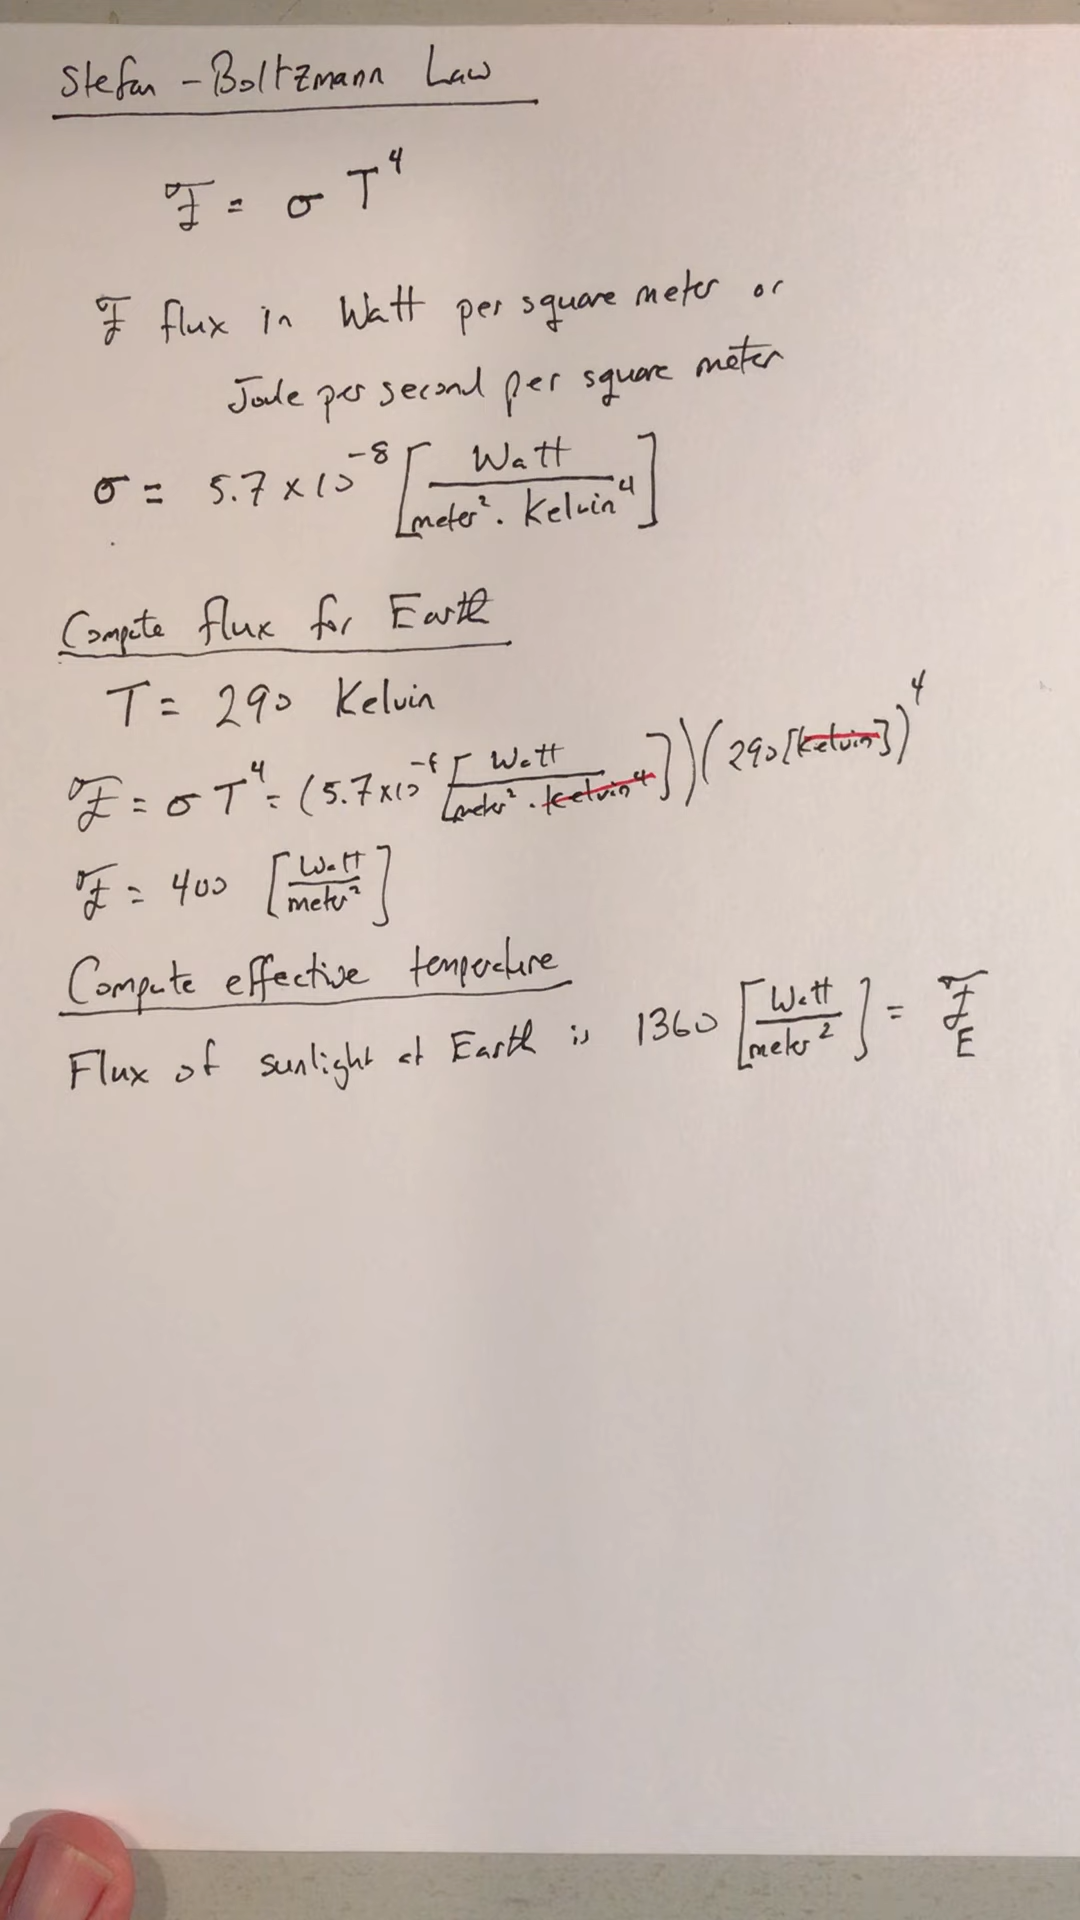 Stefan-Boltzmann Law
ℱ = σ T⁴
ℱ flux in Watt per square meter or
Joule per second per square meter
σ = 5.7 × 10⁻⁸ [Watt / meter² · Kelvin⁴]
Compute flux for Earth
T = 290 Kelvin
ℱ = σ T⁴ = (5.7 × 10⁻⁸ [Watt / meter² · Kelvin⁴]) (290 [Kelvin])⁴
ℱ = 400 [Watt / meter²]
Compute effective temperature
Flux of sunlight at Earth is 1360 [Watt / meter²] = ℱ_E